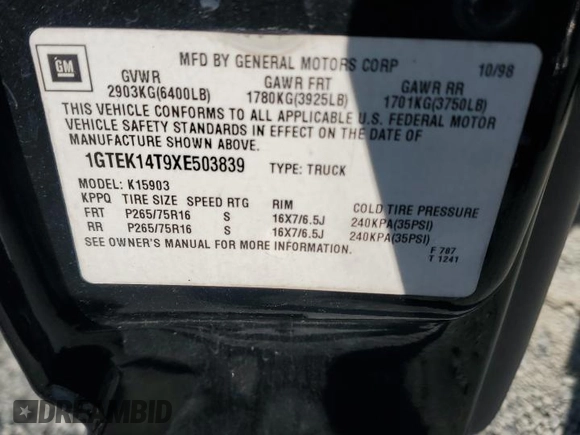 GM
MFD BY GENERAL MOTORS CORP 10/98
GVWR GAWR FRT GAWR RR
2903KG(6400LB) 1780KG(3925LB) 1701KG(3750LB)
THIS VEHICLE CONFORMS TO ALL APPLICABLE U.S. FEDERAL MOTOR
VEHICLE SAFETY STANDARDS IN EFFECT ON THE DATE OF
MANUFACTURE SHOWN ABOVE.
1GTEK14T9XE503839 TYPE: TRUCK
MODEL: K15903
KPPQ TIRE SIZE SPEED RTG RIM COLD TIRE PRESSURE
FRT P265/75R16 S 16X7/6.5J 240KPA(35PSI)
RR P265/75R16 S 16X7/6.5J 240KPA(35PSI)
SEE OWNER'S MANUAL FOR MORE INFORMATION. F 787
T 1241
DREAMBID